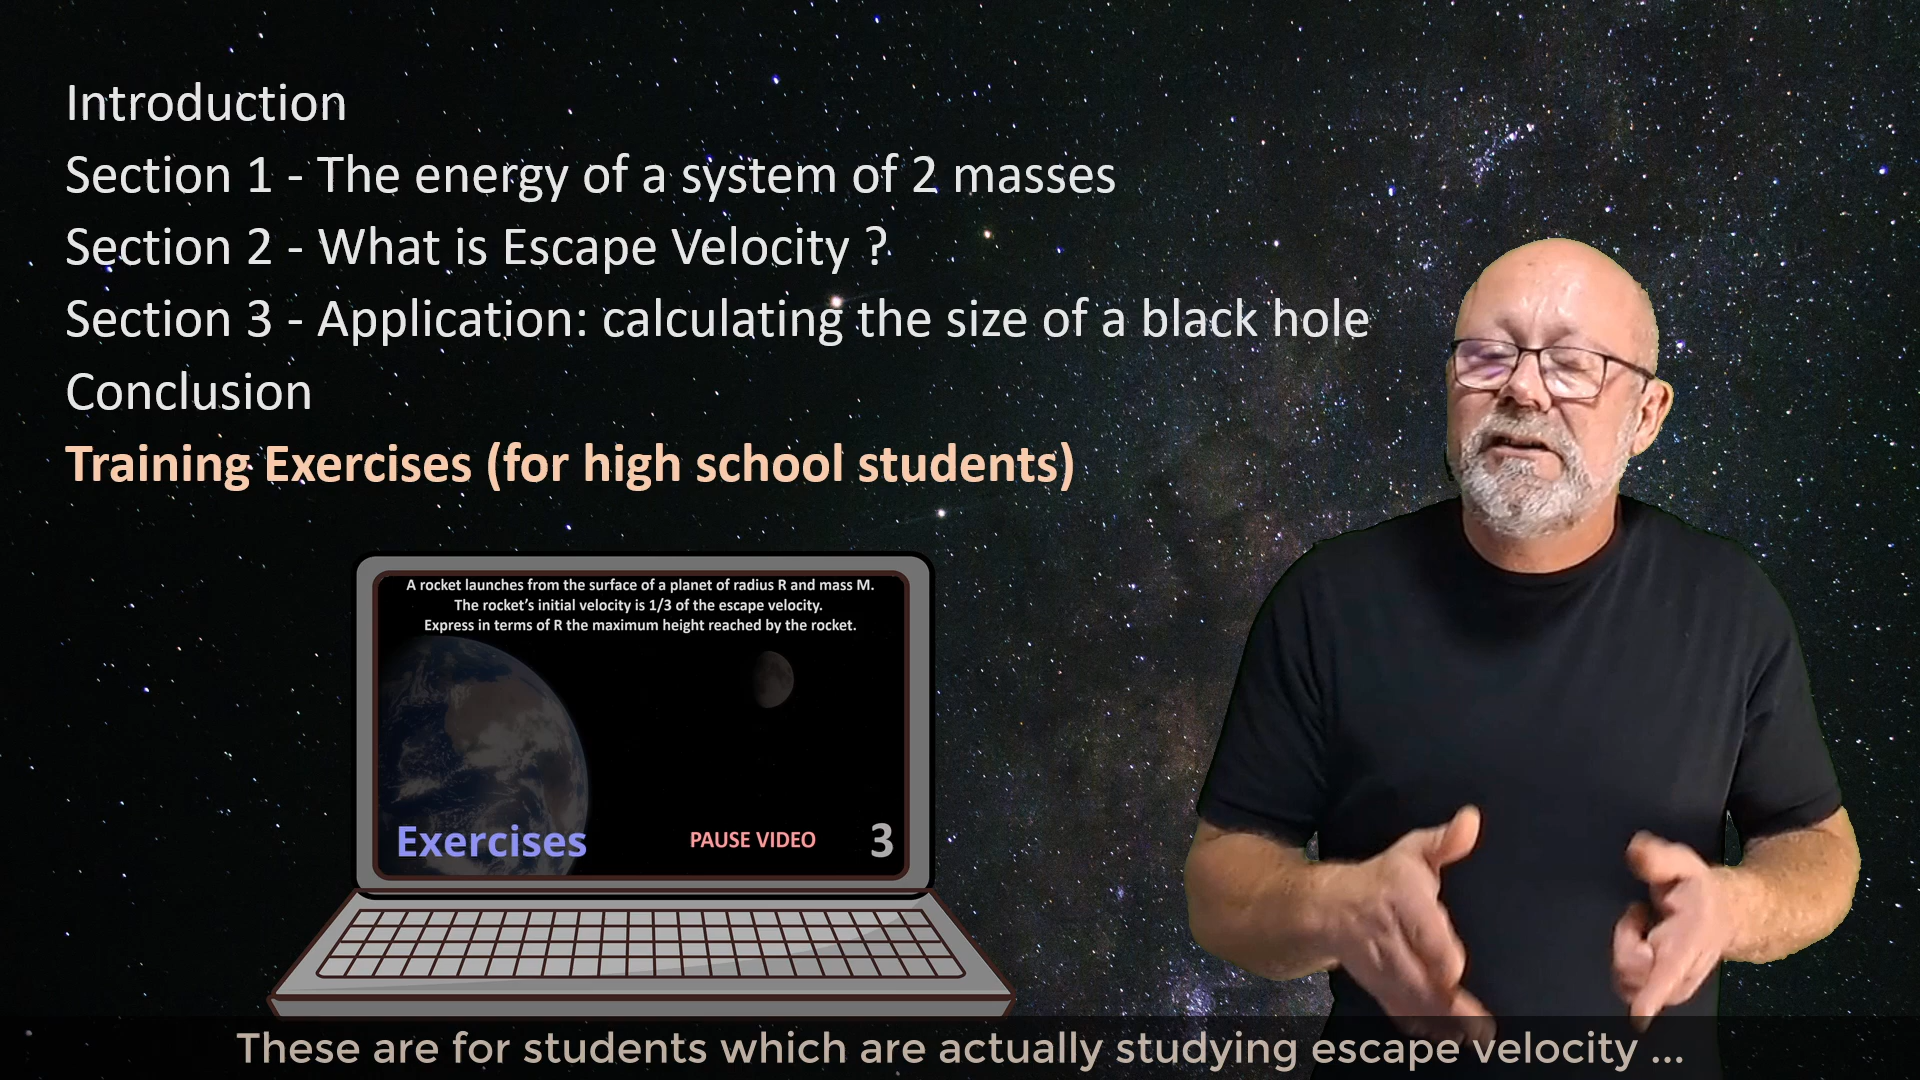 Introduction
Section 1 - The energy of a system of 2 masses
Section 2 - What is Escape Velocity ?
Section 3 - Application: calculating the size of a black hole
Conclusion
Training Exercises (for high school students)
A rocket launches from the surface of a planet of radius R and mass M.
The rocket’s initial velocity is 1/3 of the escape velocity.
Express in terms of R the maximum height reached by the rocket.
Exercises
PAUSE VIDEO
3
These are for students which are actually studying escape velocity ...